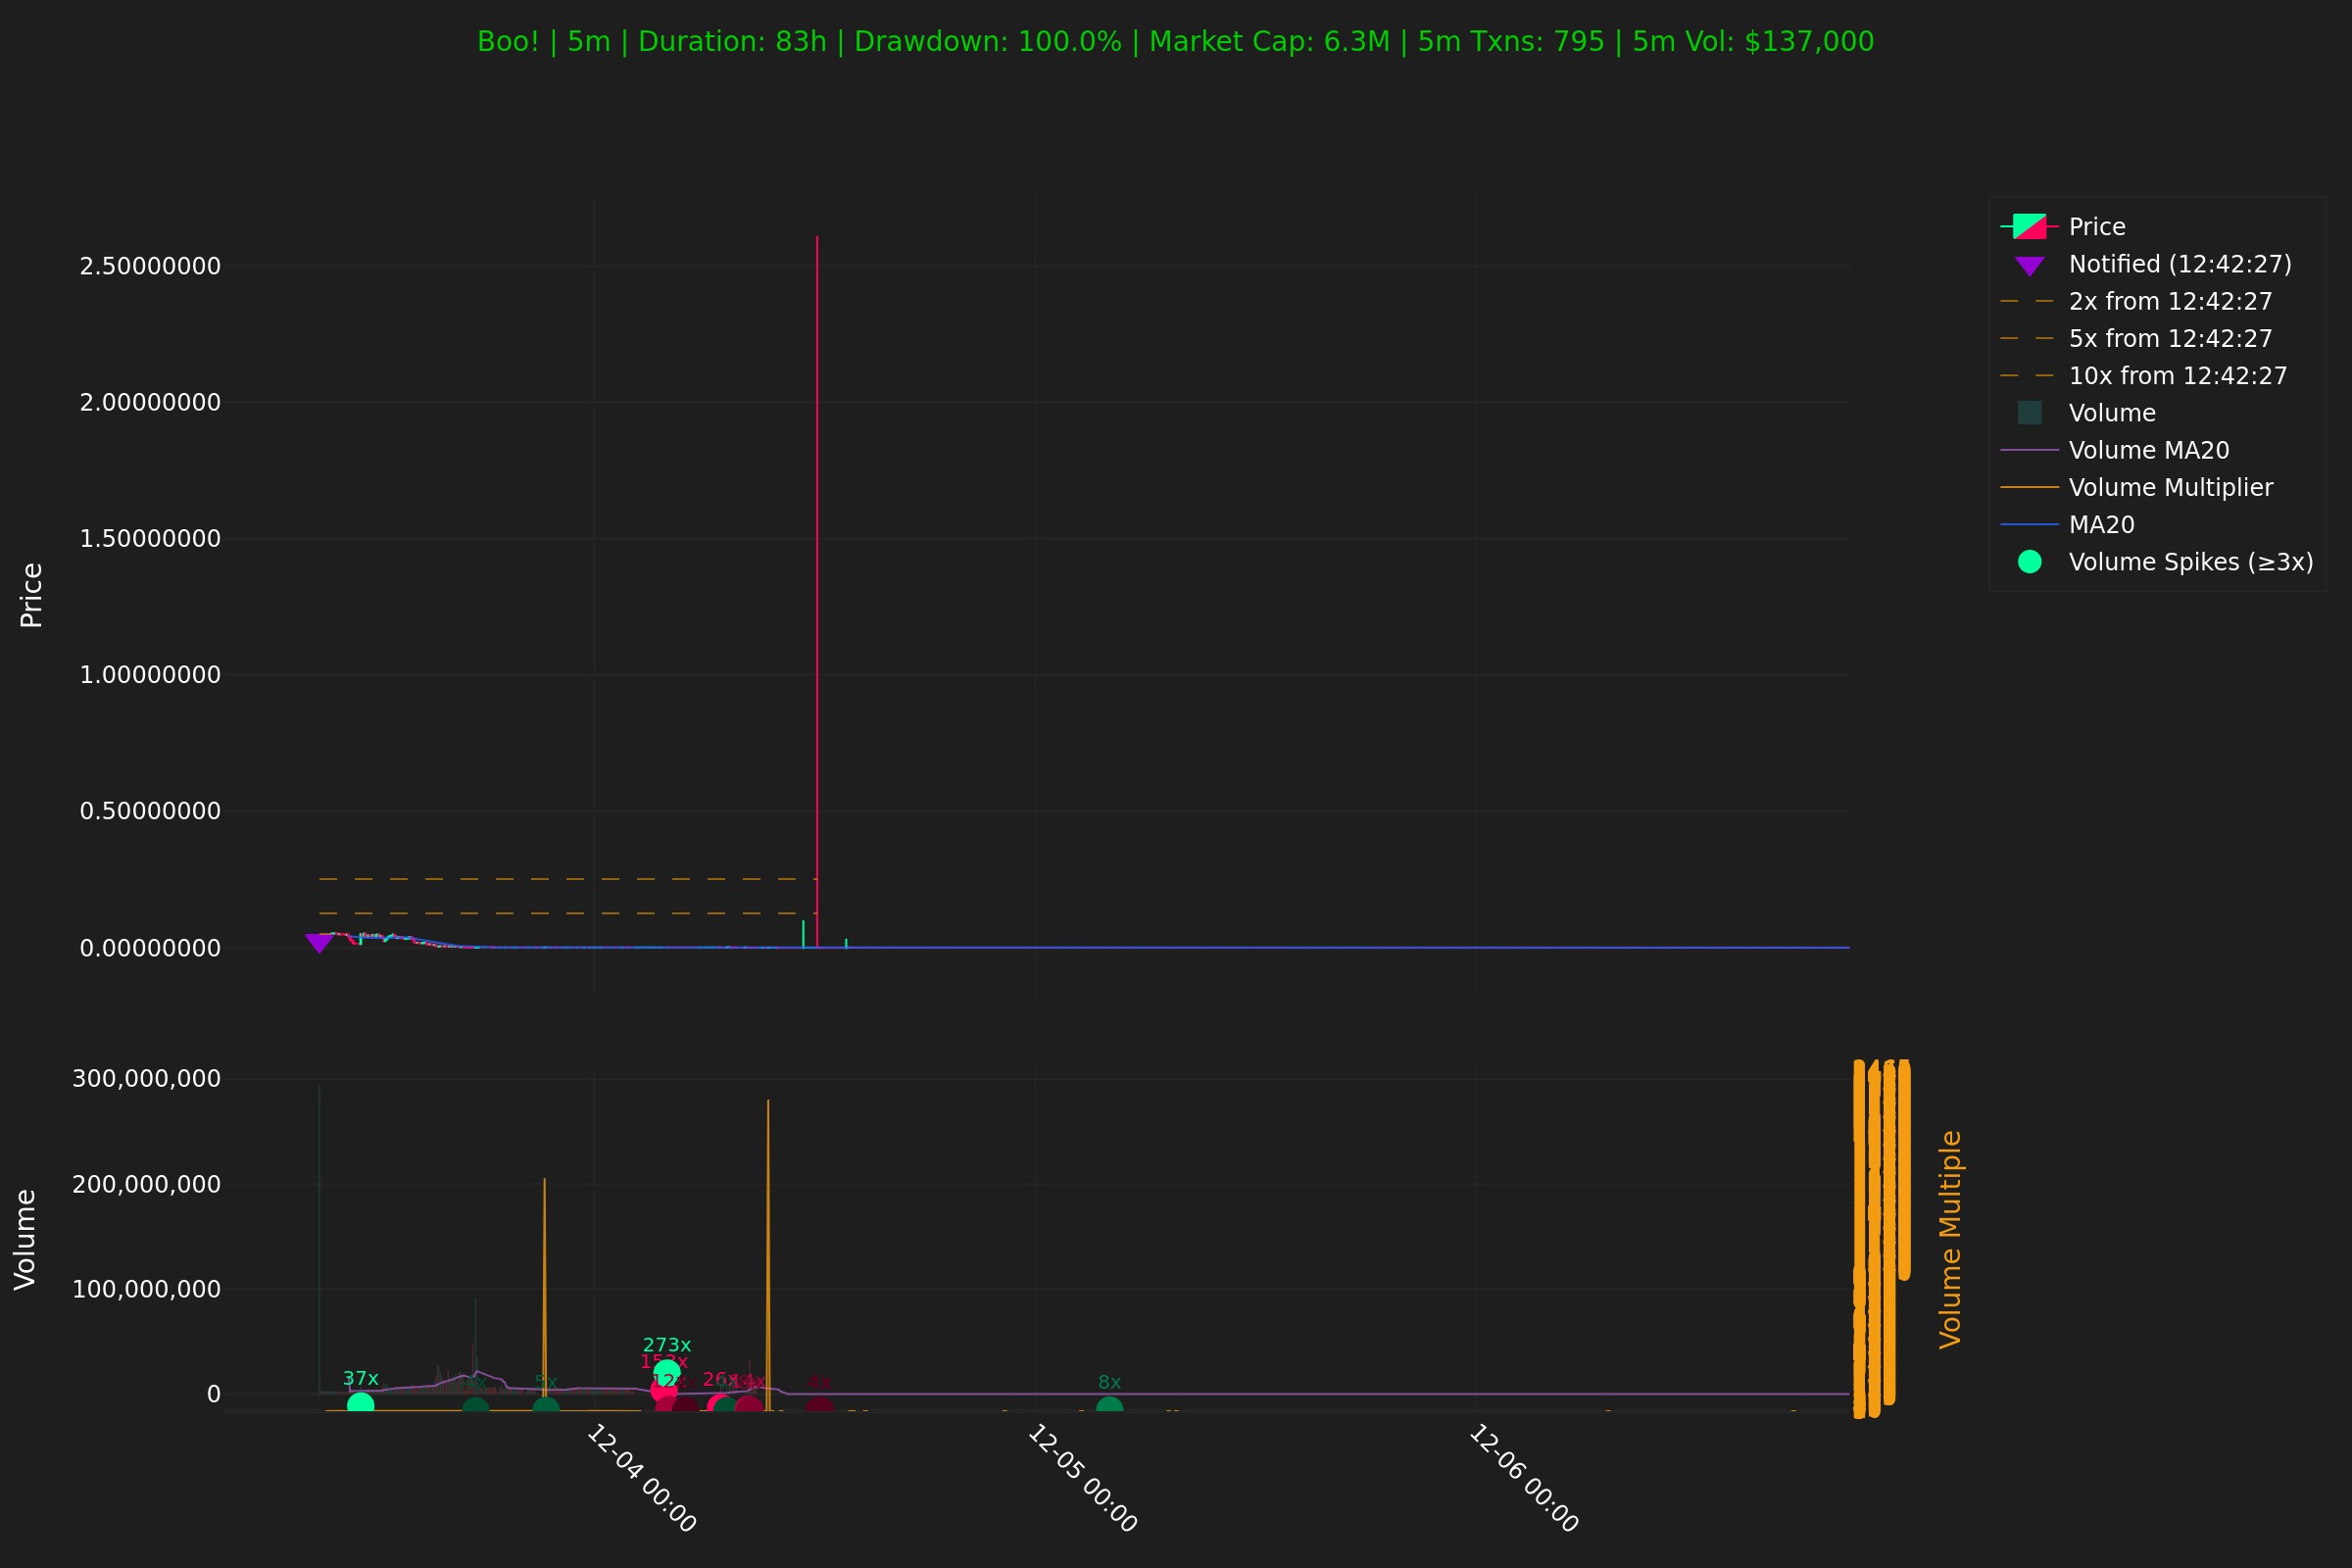 Boo! | 5m | Duration: 83h | Drawdown: 100.0% | Market Cap: 6.3M | 5m Txns: 795 | 5m Vol: $137,000
Price
2.50000000
2.00000000
1.50000000
1.00000000
0.50000000
0.00000000
Price
Notified (12:42:27)
2x from 12:42:27
5x from 12:42:27
10x from 12:42:27
Volume
Volume MA20
Volume Multiplier
MA20
Volume Spikes (≥3x)
Volume
300,000,000
200,000,000
100,000,000
0
37x
5x
273x
153x
26x
8x
Volume Multiple
12-04 00:00
12-05 00:00
12-06 00:00